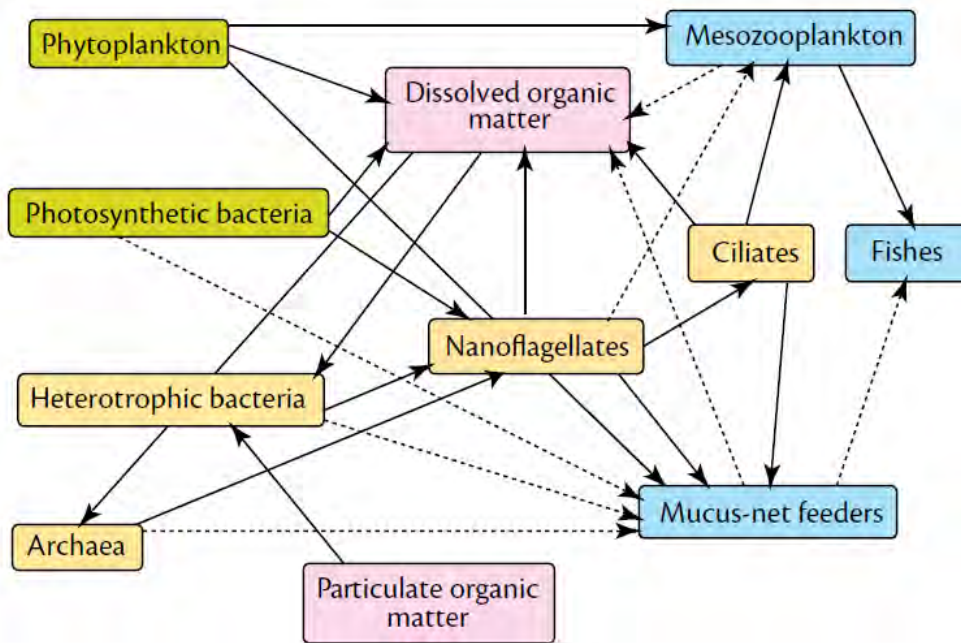 Phytoplankton
Mesozooplankton
Dissolved organic
matter
Photosynthetic bacteria
Ciliates
Fishes
Nanoflagellates
Heterotrophic bacteria
Mucus-net feeders
Archaea
Particulate organic
matter